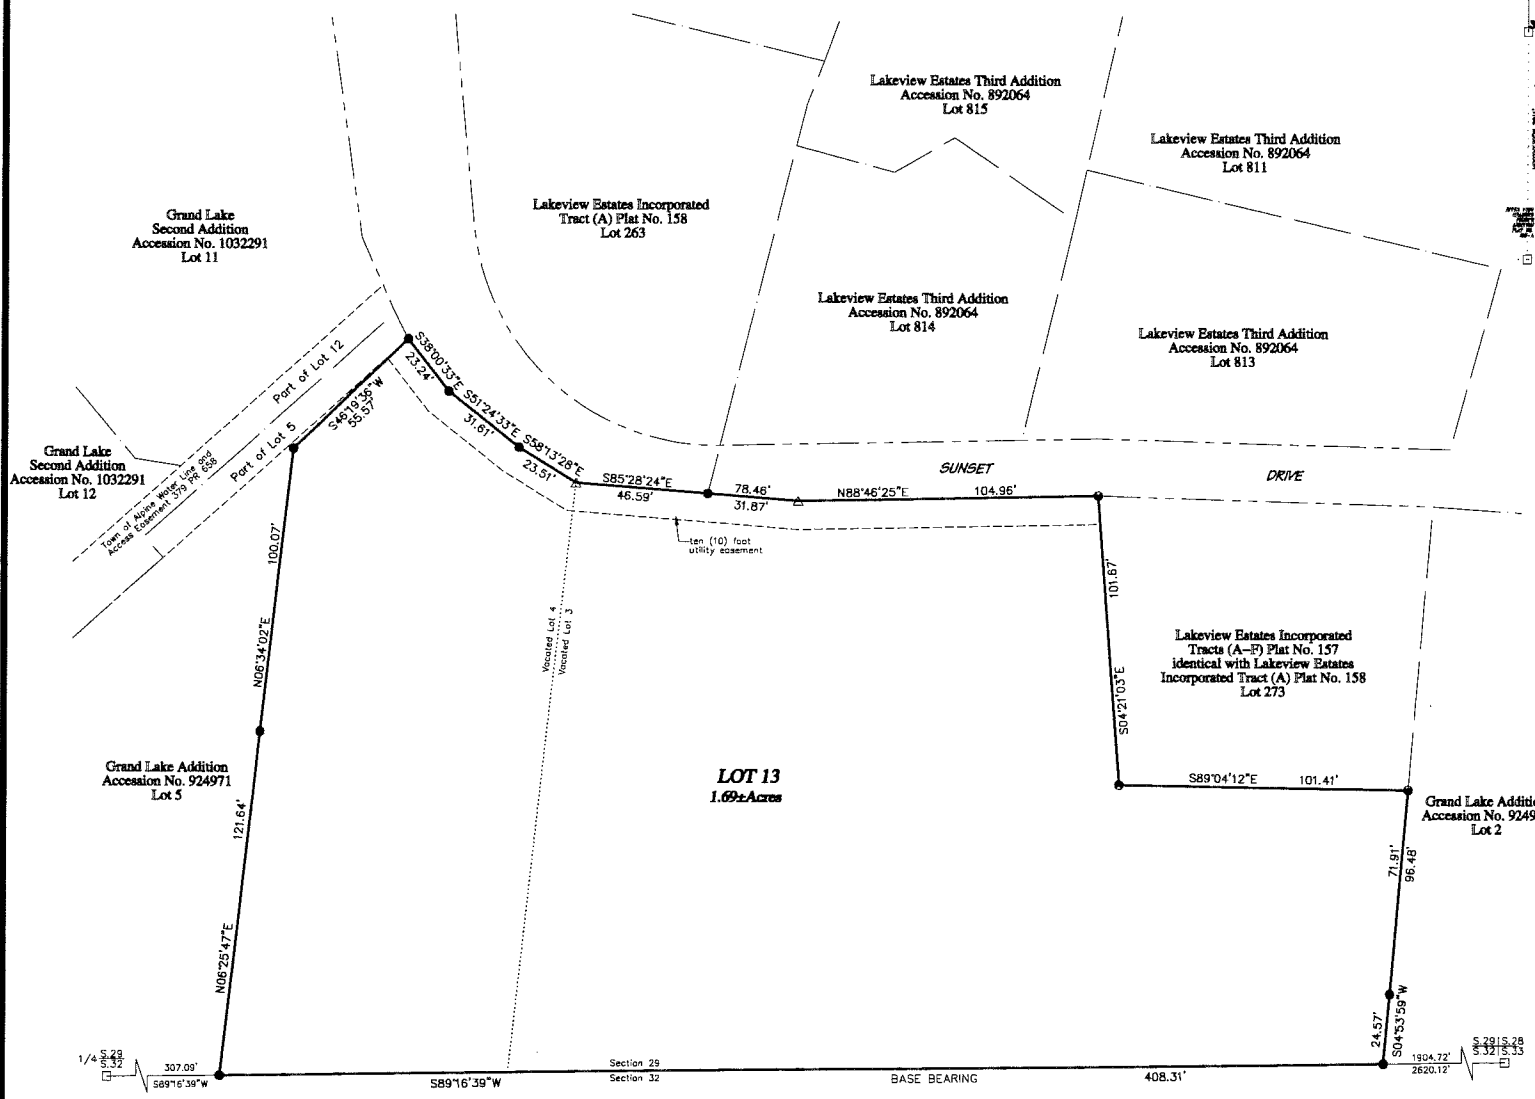 Lakeview Estates Third Addition
Accession No. 892064
Lot 815
Lakeview Estates Third Addition
Accession No. 892064
Lot 811
Grand Lake
Second Addition
Accession No. 1032291
Lot 11
Lakeview Estates Incorporated
Tract (A) Plat No. 158
Lot 263
Lakeview Estates Third Addition
Accession No. 892064
Lot 814
Lakeview Estates Third Addition
Accession No. 892064
Lot 813
Part of Lot 12
Part of Lot 5
Town of Alpine Water Line and
Access Easement 379 PR 658
Grand Lake
Second Addition
Accession No. 1032291
Lot 12
S46°19'36"W
55.57'
S38°00'33"E
23.24'
S51°24'33"E
31.61'
S58°13'28"E
23.51'
S85°28'24"E
46.59'
78.46'
31.87'
N88°46'25"E 104.96'
SUNSET DRIVE
ten (10) foot
utility easement
100.07'
N06°34'02"E
Vacated Lot 4
Vacated Lot 3
101.67'
S04°21'03"E
Lakeview Estates Incorporated
Tracts (A-F) Plat No. 157
identical with Lakeview Estates
Incorporated Tract (A) Plat No. 158
Lot 273
Grand Lake Addition
Accession No. 924971
Lot 5
LOT 13
1.69±Acres
S89°04'12"E 101.41'
Grand Lake Additi
Accession No. 9249
Lot 2
121.64'
N06°25'47"E
71.91'
96.48'
24.57'
S04°53'59"W
1/4 S.29
S.32
307.09'
S89°16'39"W
S89°16'39"W
Section 29
Section 32
BASE BEARING
408.31'
1904.72'
2620.12'
S.29|S.28
S.32|S.33